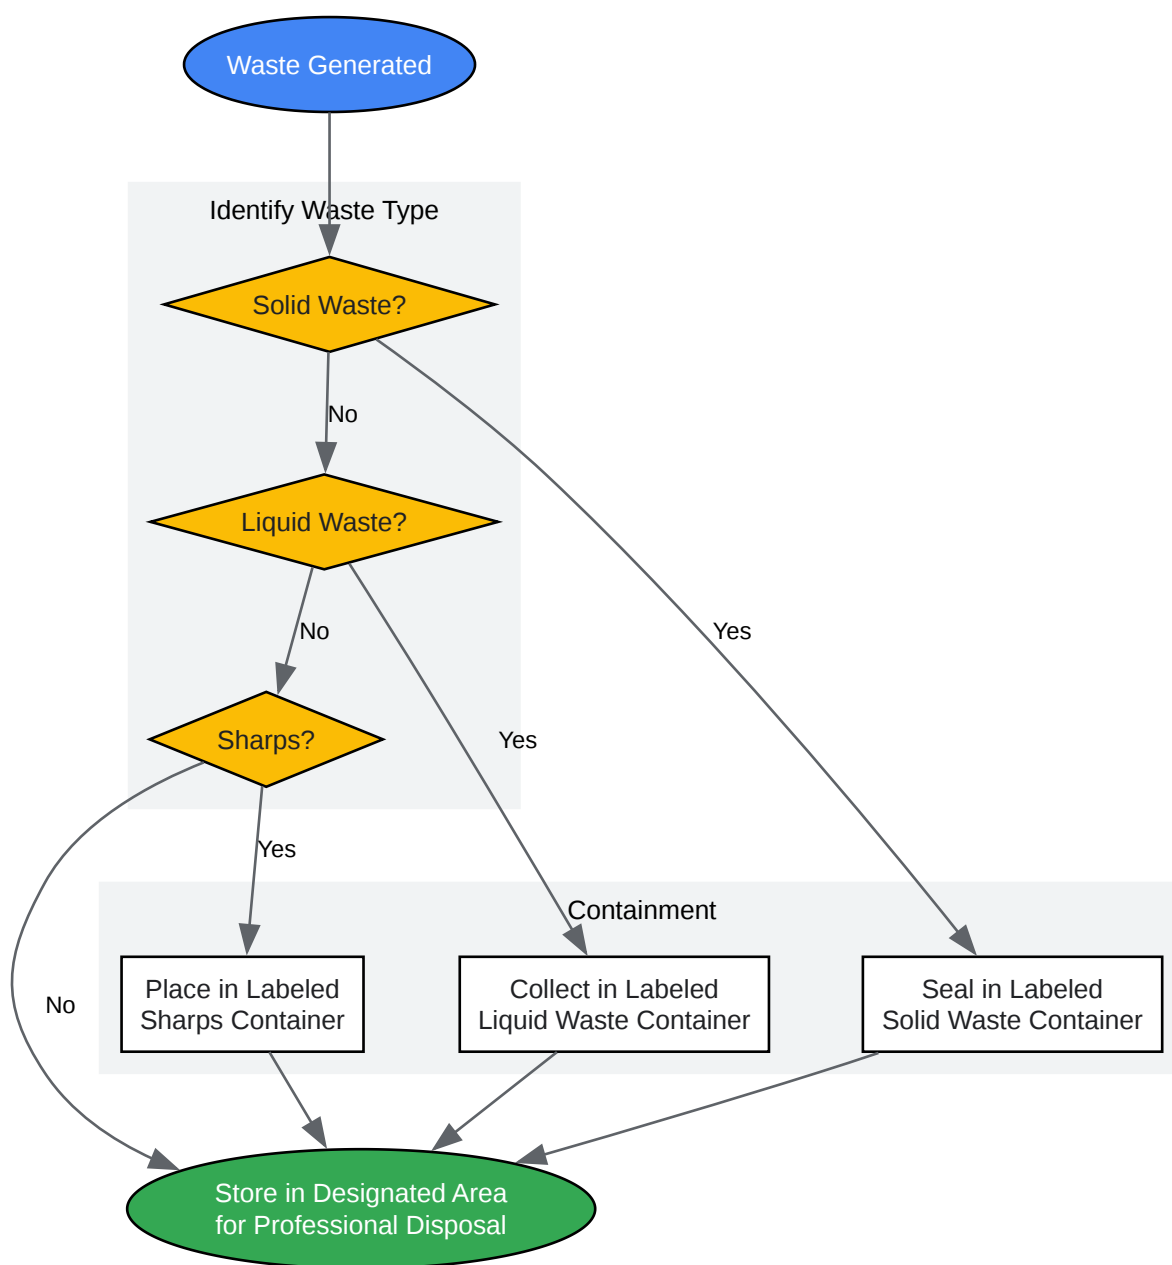 Waste Generated
Identify Waste Type
Solid Waste?
No
Liquid Waste?
No
Yes
Sharps?
Yes
Yes
Containment
Place in Labeled
Sharps Container
Collect in Labeled
Liquid Waste Container
Seal in Labeled
Solid Waste Container
No
Store in Designated Area
for Professional Disposal